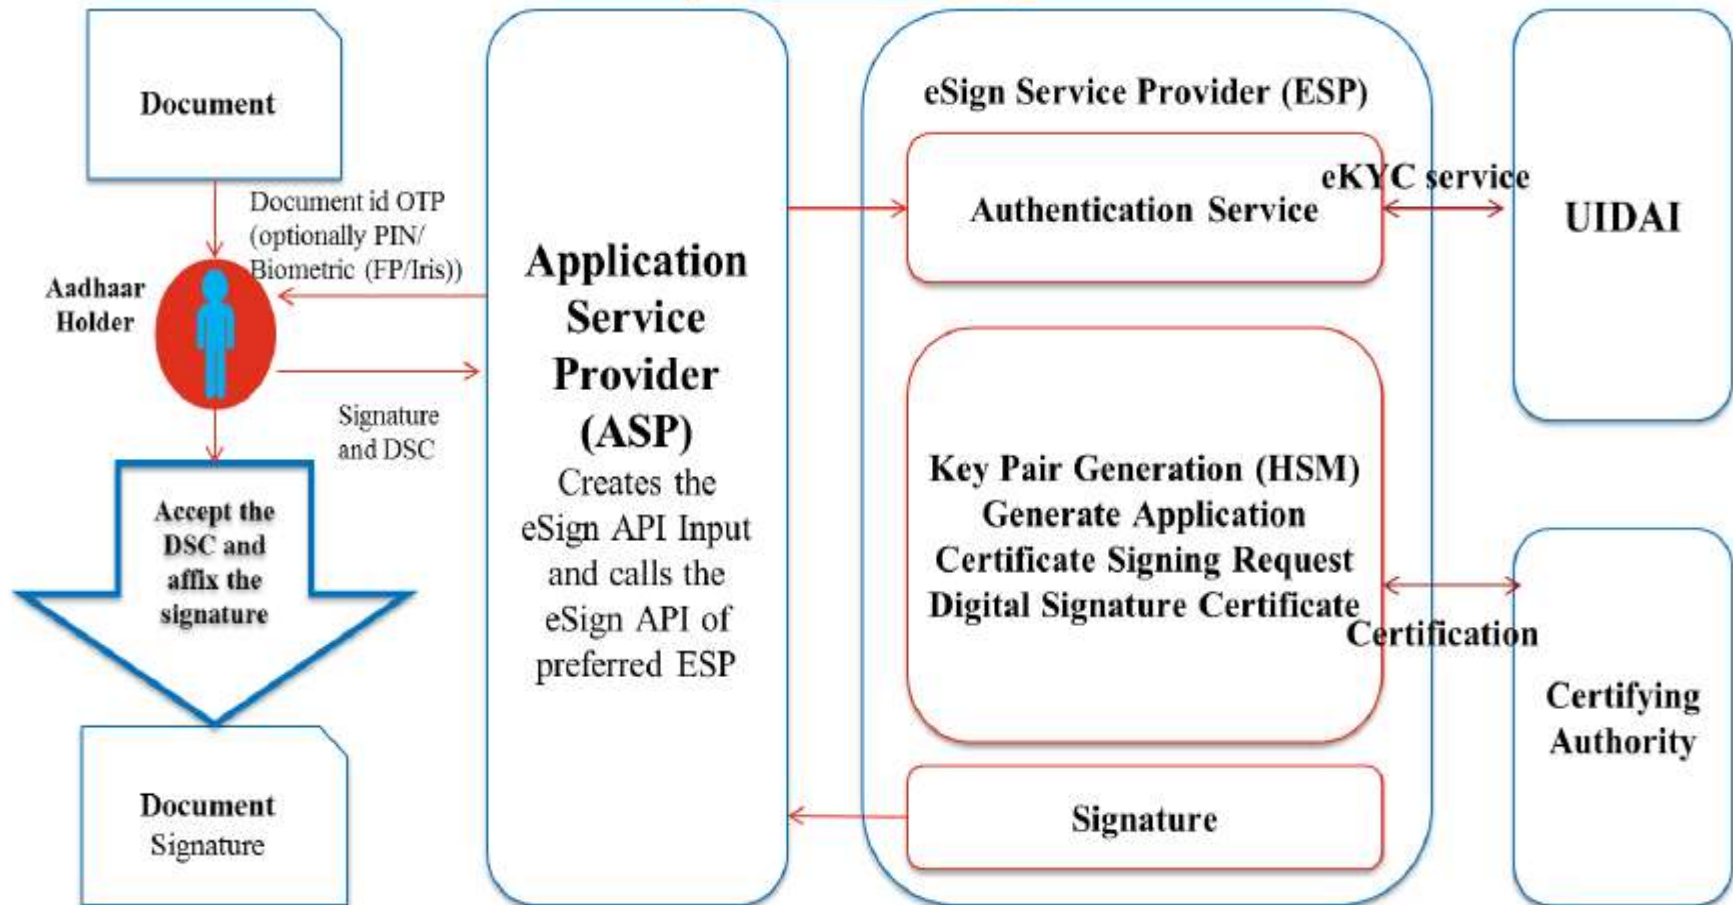 Document
Document id OTP
(optionally PIN/
Biometric (FP/Iris))
Aadhaar
Holder
Signature
and DSC
Accept the
DSC and
affix the
signature
Document
Signature
Application
Service
Provider
(ASP)
Creates the
eSign API Input
and calls the
eSign API of
preferred ESP
eSign Service Provider (ESP)
Authentication Service
eKYC service
UIDAI
Key Pair Generation (HSM)
Generate Application
Certificate Signing Request
Digital Signature Certificate
Certification
Certifying
Authority
Signature